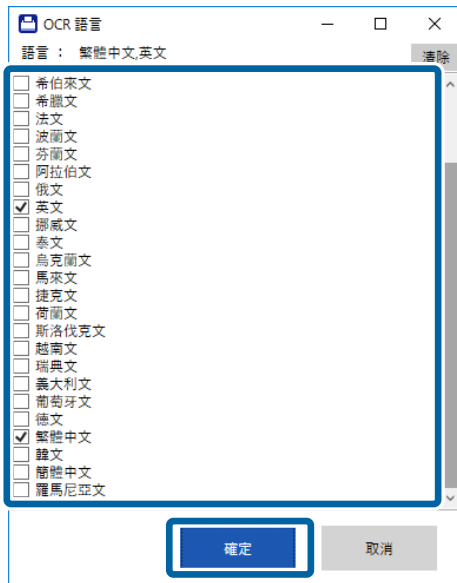 OCR 語言
語言 : 繁體中文,英文
清除
希伯來文
希臘文
法文
波蘭文
芬蘭文
阿拉伯文
俄文
英文
挪威文
泰文
烏克蘭文
馬來文
捷克文
荷蘭文
斯洛伐克文
越南文
瑞典文
義大利文
葡萄牙文
德文
繁體中文
韓文
簡體中文
羅馬尼亞文
確定
取消